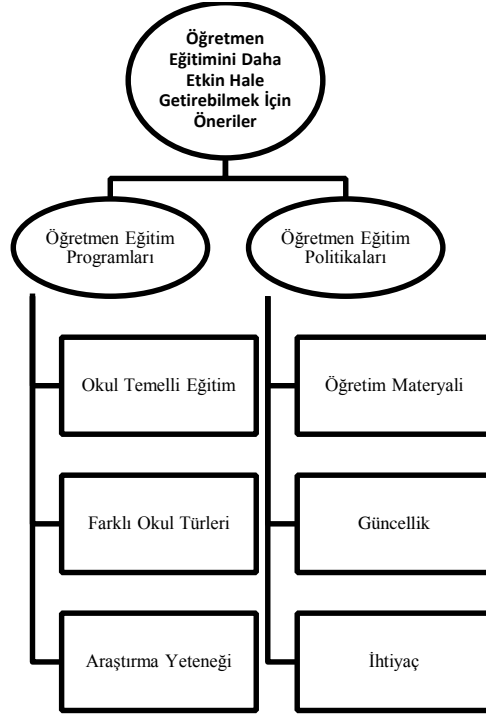 Öğretmen
Eğitimini Daha
Etkin Hale
Getirebilmek İçin
Öneriler
Öğretmen Eğitim
Programları
Öğretmen Eğitim
Politikaları
Okul Temelli Eğitim
Farklı Okul Türleri
Araştırma Yeteneği
Öğretim Materyali
Güncellik
İhtiyaç